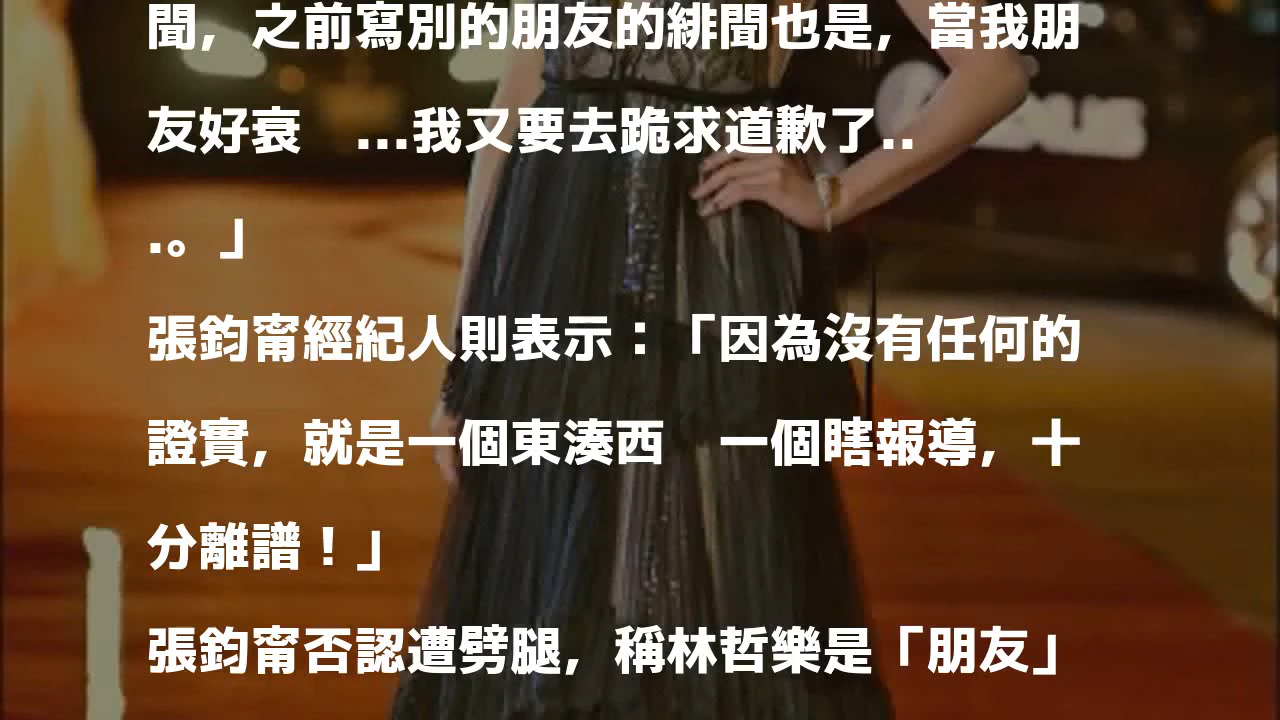 聞，之前寫別的朋友的緋聞也是，當我朋
友好衰　...我又要去跪求道歉了..
.。」
張鈞甯經紀人則表示：「因為沒有任何的
證實，就是一個東湊西　一個瞎報導，十
分離譜！」
張鈞甯否認遭劈腿，稱林哲樂是「朋友」